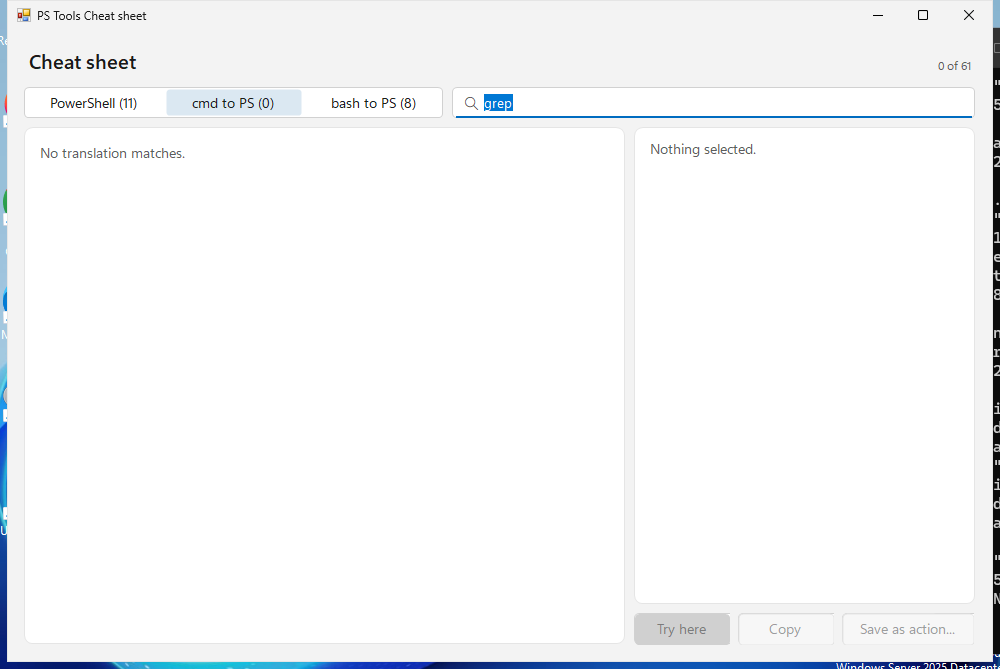 PS Tools Cheat sheet
Cheat sheet
0 of 61
PowerShell (11)
cmd to PS (0)
bash to PS (8)
grep
No translation matches.
Nothing selected.
Try here
Copy
Save as action...
Windows Server 2025 Datacente